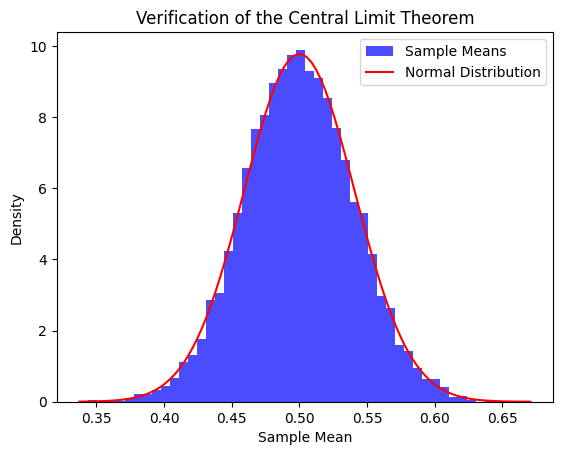 Verification of the Central Limit Theorem
Sample Means
Normal Distribution
Density
10
8
6
4
2
0
0.35 0.40 0.45 0.50 0.55 0.60 0.65
Sample Mean